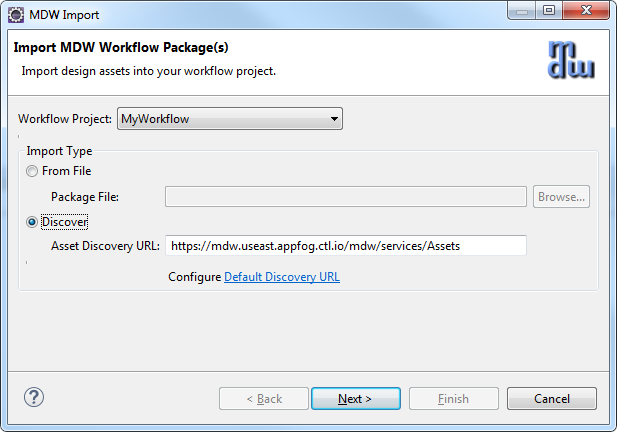 MDW Import
Import MDW Workflow Package(s)
Import design assets into your workflow project.
mdw
Workflow Project: MyWorkflow
Import Type
From File
Package File: Browse...
Discover
Asset Discovery URL: https://mdw.useast.appfog.ctl.io/mdw/services/Assets
Configure Default Discovery URL
? < Back Next > Finish Cancel